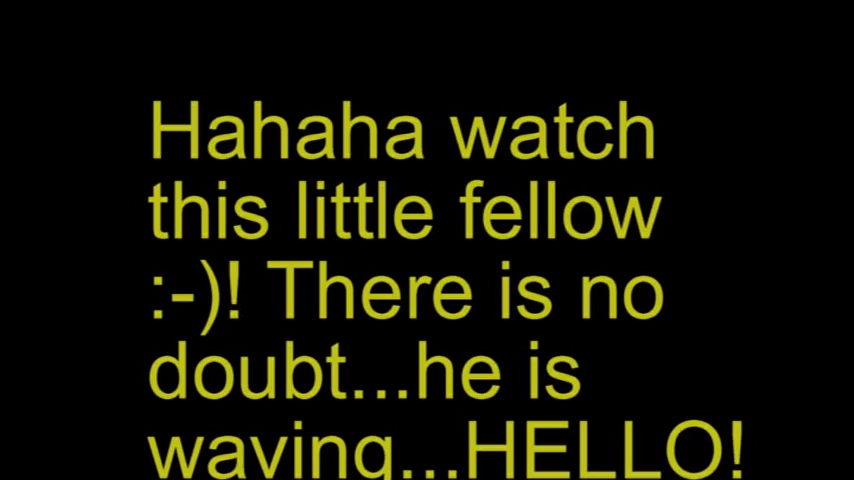 Hahaha watch
this little fellow
:-)! There is no
doubt...he is
waving...HELLO!